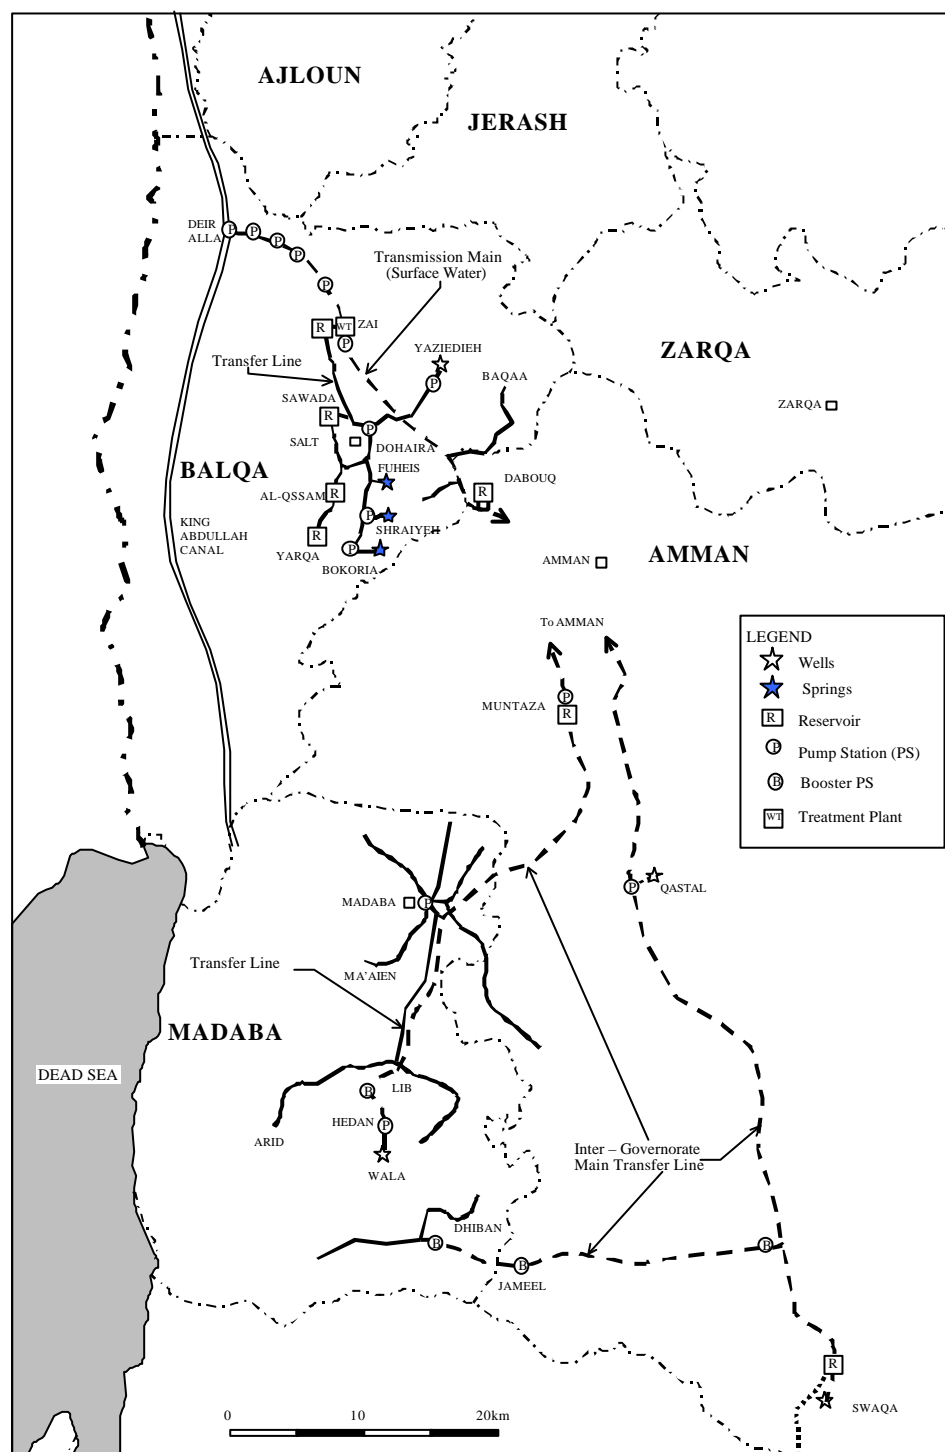 AJLOUN
JERASH
DEIR
ALLA
P
P
P
P
P
Transmission Main
(Surface Water)
R
WT
ZAI
P
YAZIEDIEH
ZARQA
Transfer Line
P
BAQAA
SAWADA
ZARQA
R
P
SALT
DOHAIRA
FUHEIS
BALQA
DABOUQ
AL-QSSAM
R
R
P
KING
ABDULLAH
CANAL
SHRAIYEH
R
YARQA
P
BOKORIA
AMMAN
AMMAN
To AMMAN
LEGEND
Wells
Springs
R
Reservoir
P
Pump Station (PS)
B
Booster PS
WT
Treatment Plant
P
MUNTAZA
R
P
QASTAL
MADABA
P
Transfer Line
MA'AIEN
MADABA
DEAD SEA
B
LIB
HEDAN
P
ARID
WALA
Inter – Governorate
Main Transfer Line
DHIBAN
B
B
B
JAMEEL
R
SWAQA
0
10
20km